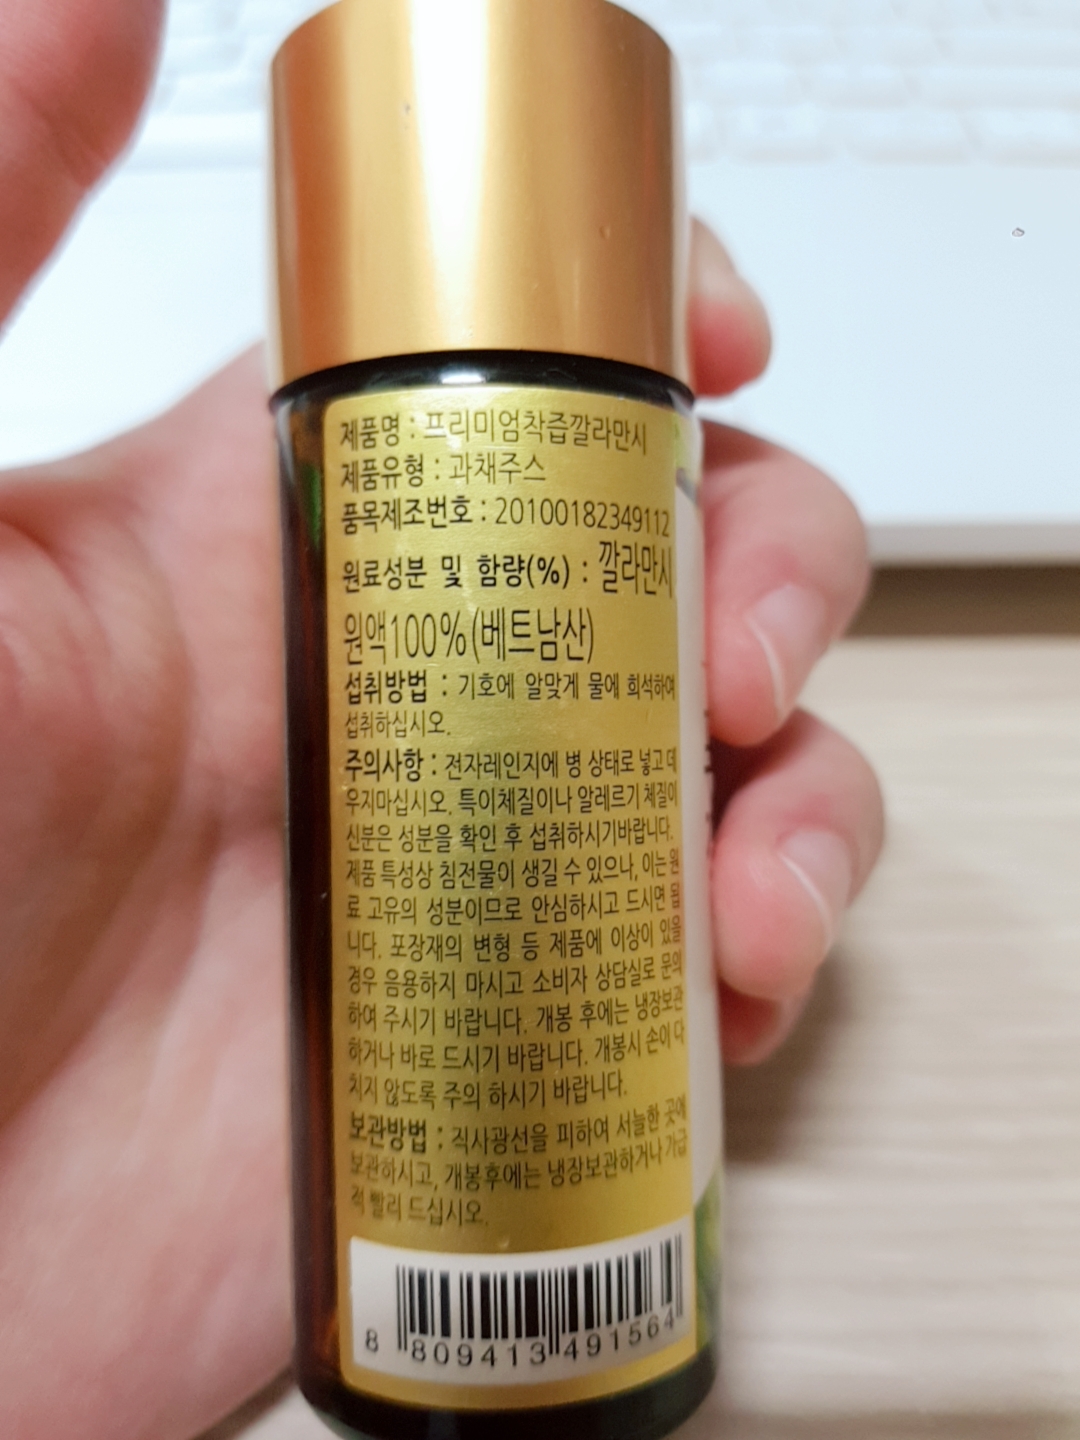 제품명 : 프리미엄착즙깔라만시
제품유형 : 과채주스
품목제조번호 : 20100182349112
원료성분 및 함량(%) : 깔라만시
원액100%(베트남산)
섭취방법 : 기호에 알맞게 물에 희석하여
섭취하십시오.
주의사항 : 전자레인지에 병 상태로 넣고 데
우지마십시오. 특이체질이나 알레르기 체질이
신분은 성분을 확인 후 섭취하시기바랍니다.
제품 특성상 침전물이 생길 수 있으나, 이는 원
료 고유의 성분이므로 안심하시고 드시면 됩
니다. 포장재의 변형 등 제품에 이상이 있을
경우 음용하지 마시고 소비자 상담실로 문의
하여 주시기 바랍니다. 개봉 후에는 냉장보관
하거나 바로 드시기 바랍니다. 개봉시 손이 다
치지 않도록 주의 하시기 바랍니다.
보관방법 : 직사광선을 피하여 서늘한 곳에
보관하시고, 개봉후에는 냉장보관하거나 가급
적 빨리 드십시오.
8 809413 491564